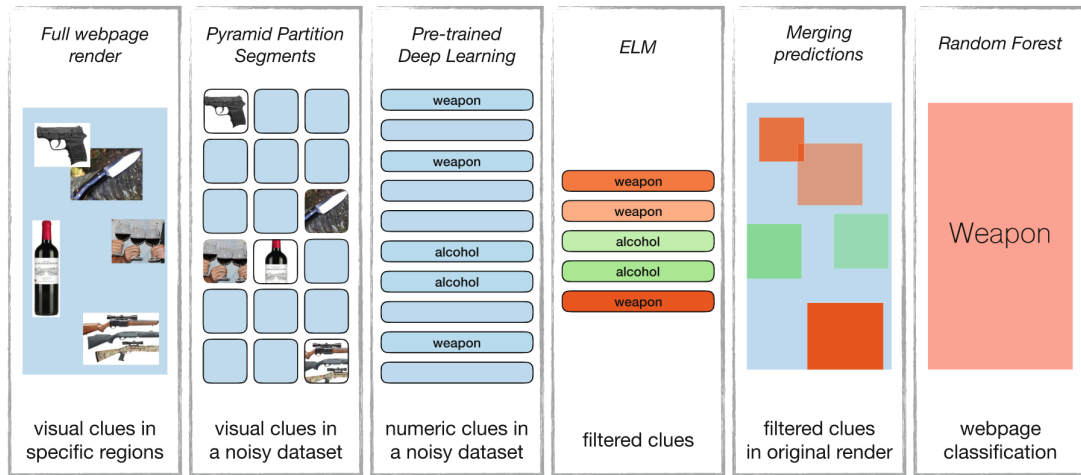 Full webpage
render
visual clues in
specific regions
Pyramid Partition
Segments
visual clues in
a noisy dataset
Pre-trained
Deep Learning
weapon
weapon
alcohol
alcohol
weapon
numeric clues in
a noisy dataset
ELM
weapon
weapon
alcohol
alcohol
weapon
filtered clues
Merging
predictions
filtered clues
in original render
Random Forest
Weapon
webpage
classification